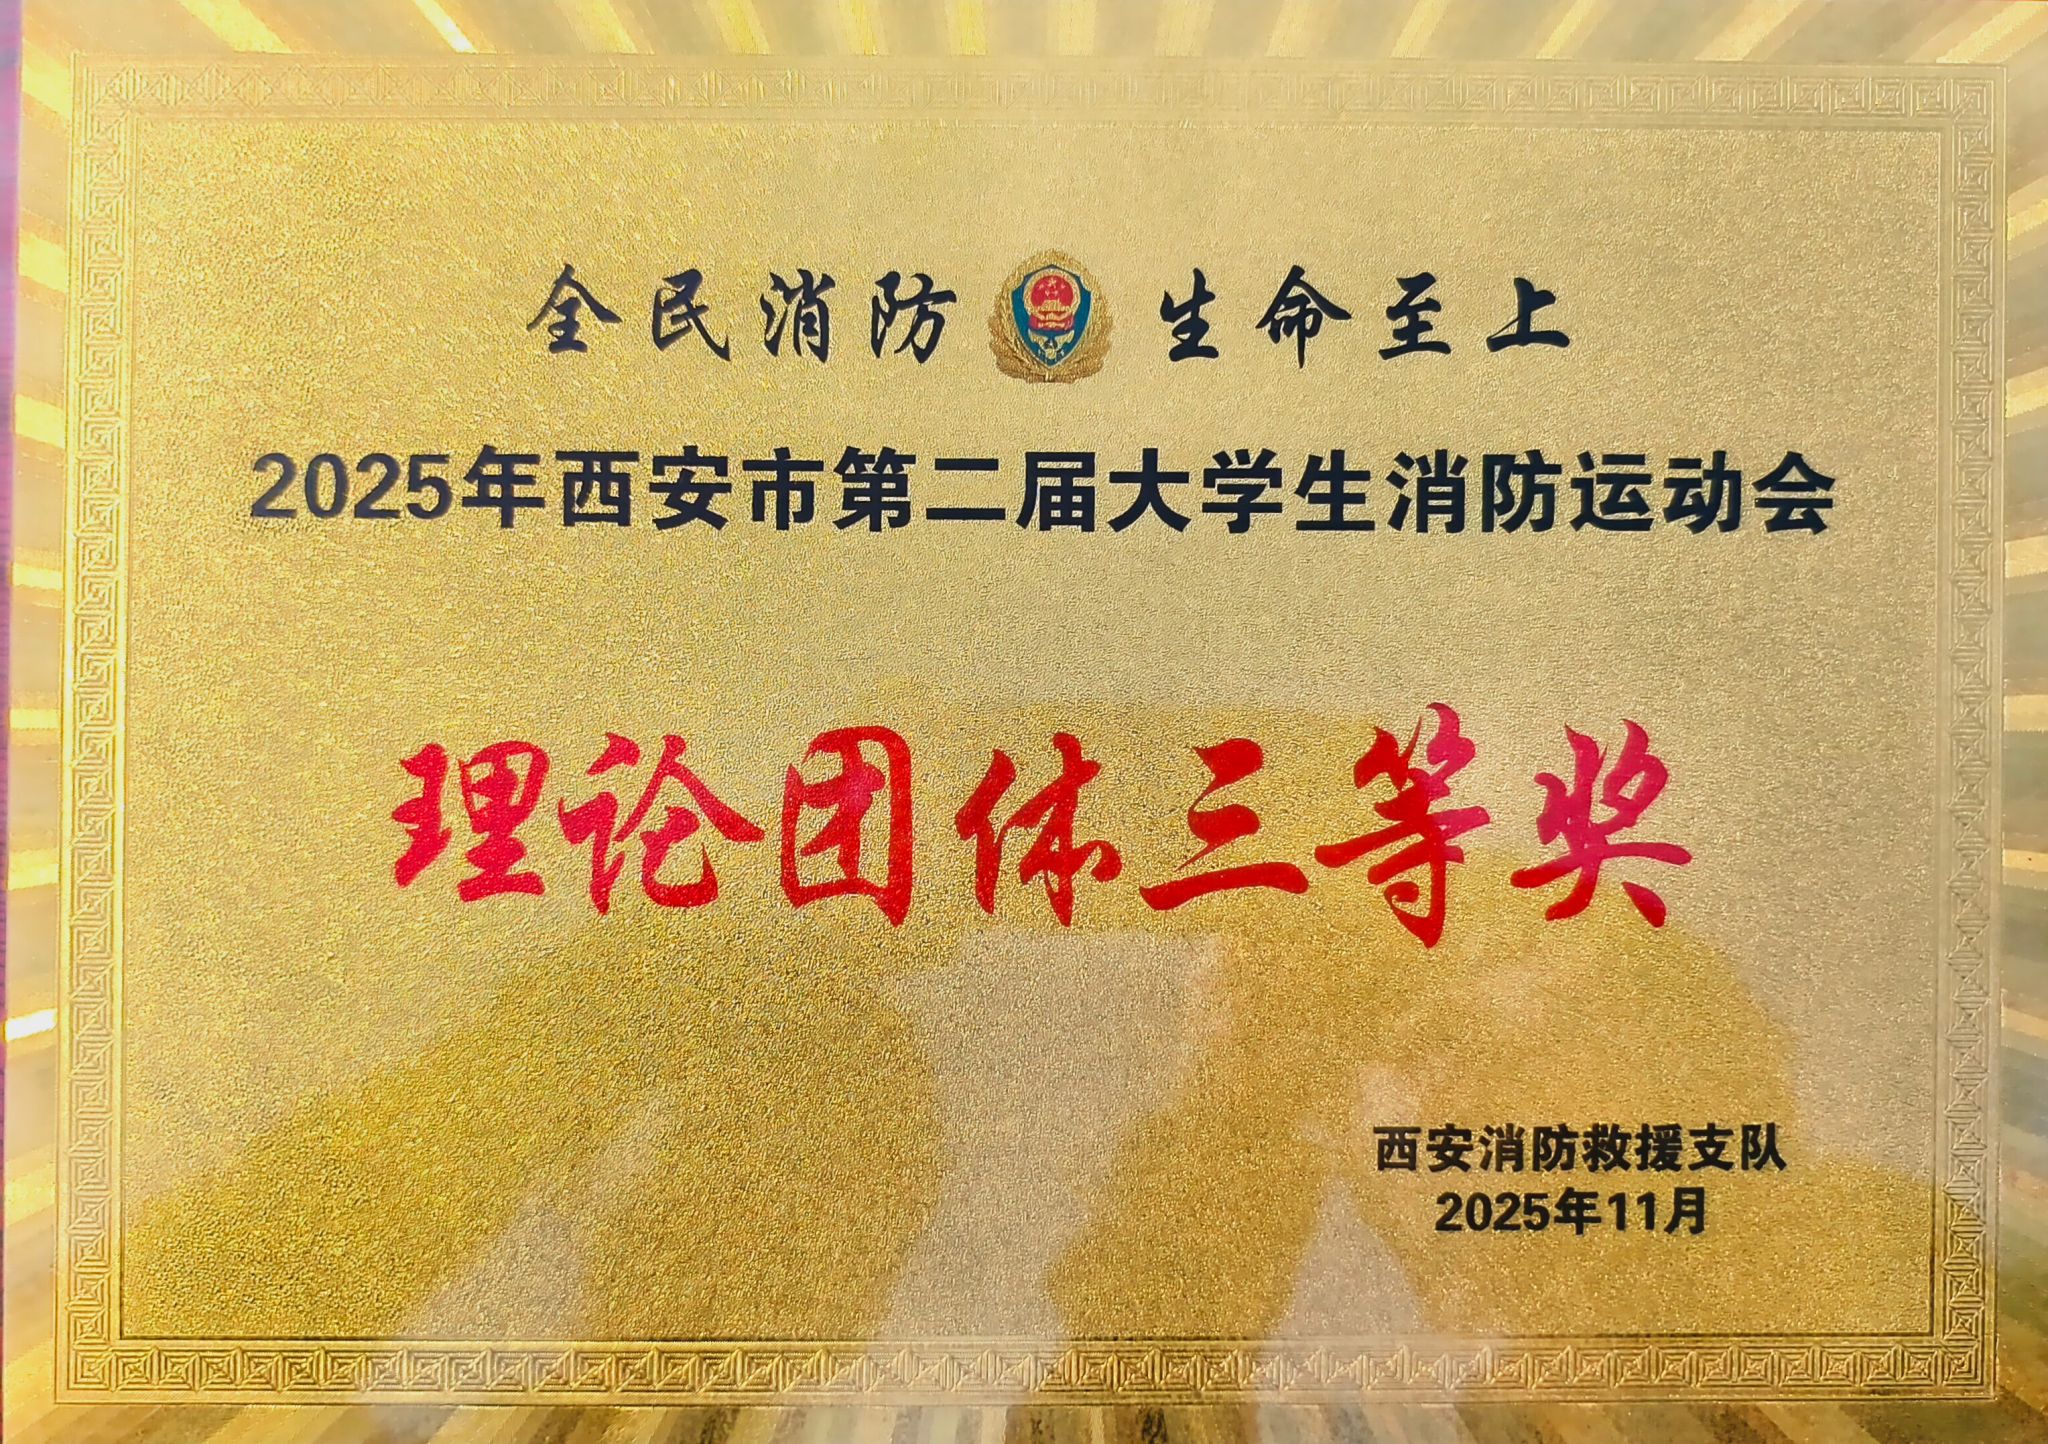 全民消防 生命至上
2025年西安市第二届大学生消防运动会
理论团体三等奖
西安消防救援支队
2025年11月